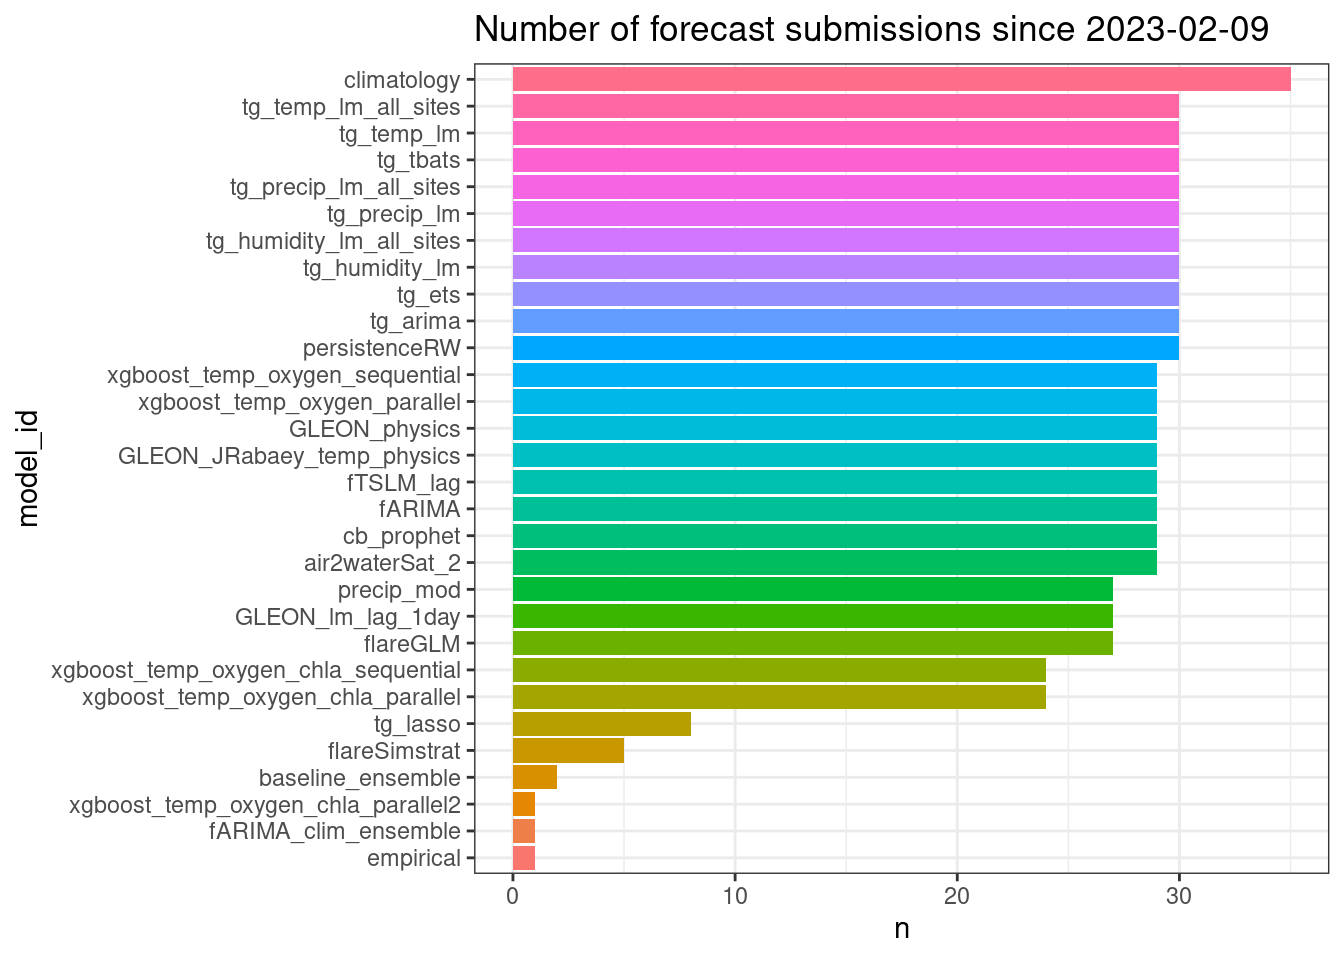 Number of forecast submissions since 2023-02-09
climatology
tg_temp_lm_all_sites
tg_temp_lm
tg_tbats
tg_precip_lm_all_sites
tg_precip_lm
tg_humidity_lm_all_sites
tg_humidity_lm
tg_ets
tg_arima
persistenceRW
xgboost_temp_oxygen_sequential
xgboost_temp_oxygen_parallel
GLEON_physics
GLEON_JRabaey_temp_physics
fTSLM_lag
fARIMA
cb_prophet
air2waterSat_2
precip_mod
GLEON_lm_lag_1day
flareGLM
xgboost_temp_oxygen_chla_sequential
xgboost_temp_oxygen_chla_parallel
tg_lasso
flareSimstrat
baseline_ensemble
xgboost_temp_oxygen_chla_parallel2
fARIMA_clim_ensemble
empirical
model_id
0 10 20 30
n